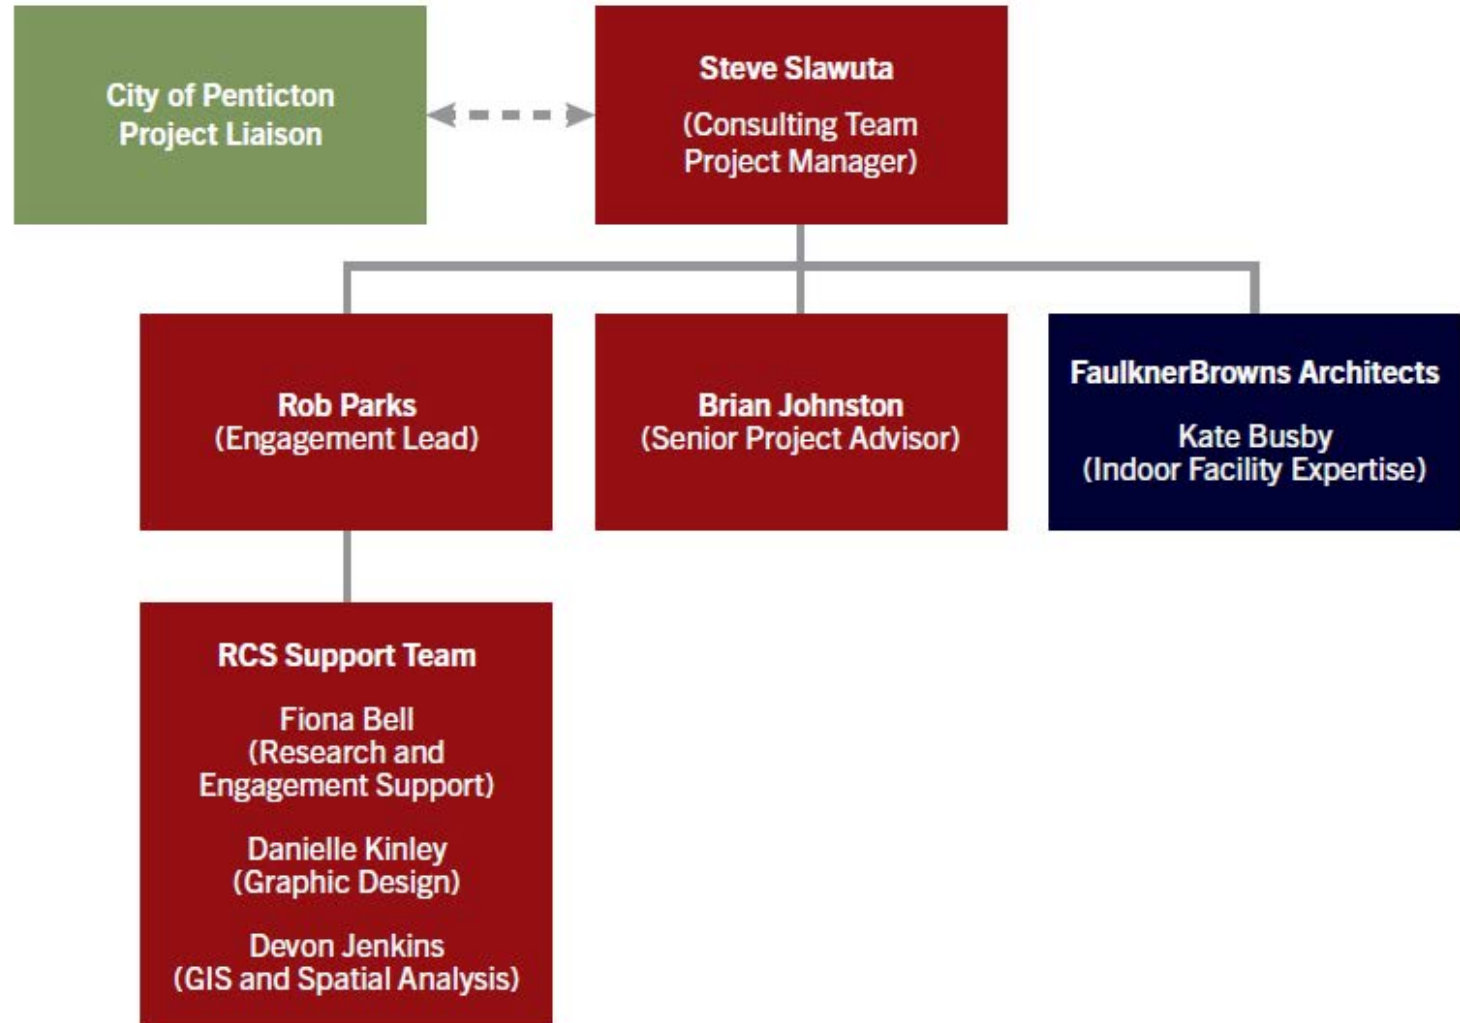 City of Penticton
Project Liaison
Steve Slawuta
(Consulting Team
Project Manager)
Rob Parks
(Engagement Lead)
Brian Johnston
(Senior Project Advisor)
FaulknerBrowns Architects
Kate Busby
(Indoor Facility Expertise)
RCS Support Team
Fiona Bell
(Research and
Engagement Support)
Danielle Kinley
(Graphic Design)
Devon Jenkins
(GIS and Spatial Analysis)